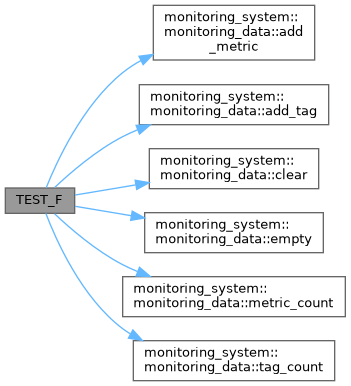 monitoring_system::
monitoring_data::add
_metric
monitoring_system::
monitoring_data::add_tag
monitoring_system::
monitoring_data::clear
TEST_F
monitoring_system::
monitoring_data::empty
monitoring_system::
monitoring_data::metric_count
monitoring_system::
monitoring_data::tag_count